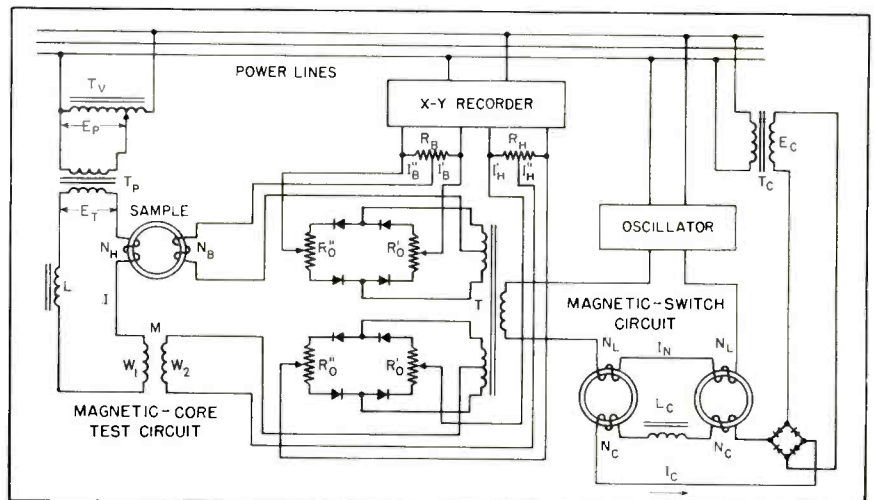 POWER LINES
T_V
E_P
T_P
E_T
SAMPLE
N_H
N_B
L
I
M
W_1
W_2
MAGNETIC-CORE
TEST CIRCUIT
X-Y RECORDER
R_B
R_H
I''_B
I'_B
I'_H
I''_H
R''_O
R'_O
T
R''_O
R'_O
E_C
T_C
OSCILLATOR
MAGNETIC-SWITCH
CIRCUIT
N_L
I_N
N_L
L_C
N_C
N_C
I_C